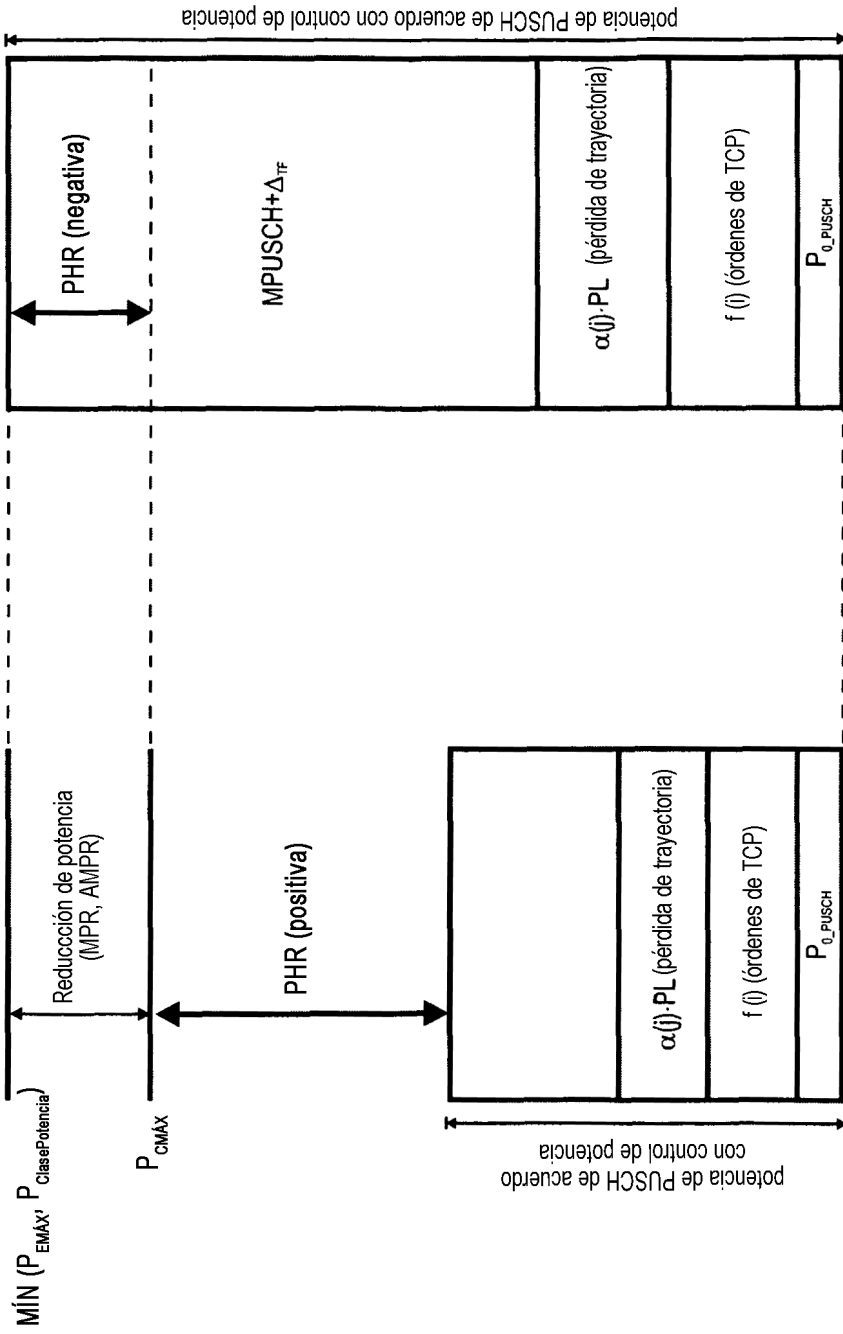 MÍN (P_EMÁX, P_ClasePotencia)
Reduccción de potencia
(MPR, AMPR)
P_CMÁX
PHR (positiva)
potencia de PUSCH de acuerdo
con control de potencia
α(j)·PL (pérdida de trayectoria)
f (i) (órdenes de TCP)
P_0_PUSCH
PHR (negativa)
MPUSCH+Δ_TF
α(j)·PL (pérdida de trayectoria)
f (i) (órdenes de TCP)
P_0_PUSCH
potencia de PUSCH de acuerdo con control de potencia